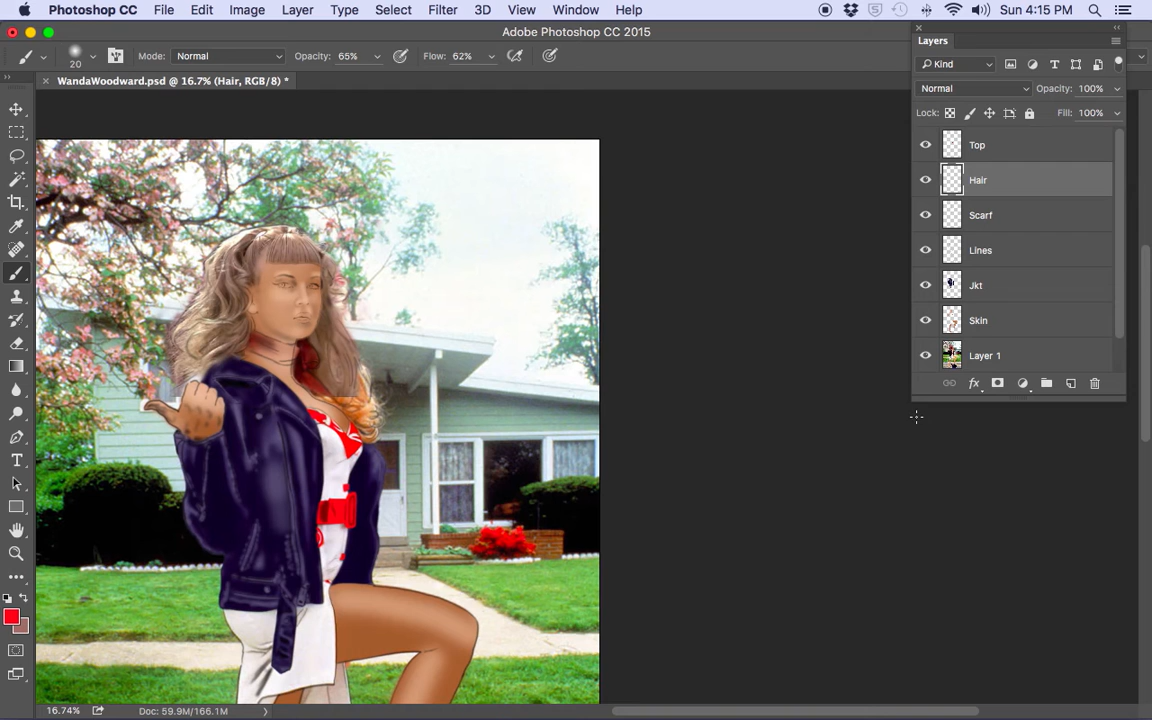 Photoshop CC File Edit Image Layer Type Select Filter 3D View Window Help Sun 4:15 PM
Adobe Photoshop CC 2015
20 Mode: Normal Opacity: 65% Flow: 62%
WandaWoodward.psd @ 16.7% (Hair, RGB/8) *
Layers
Kind
Normal Opacity: 100%
Lock: Fill: 100%
Top
Hair
Scarf
Lines
Jkt
Skin
Layer 1
16.74% Doc: 59.9M/166.1M